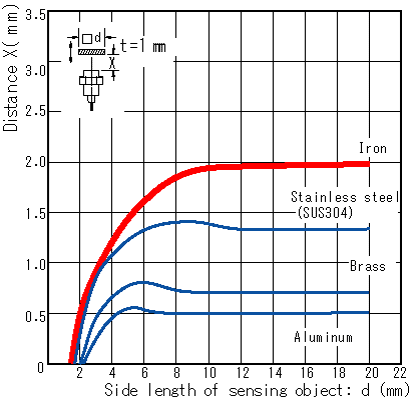 Distance X( mm)
3.5
3.0
2.5
2.0
1.5
1.0
0.5
0
□d
t=1 mm
X
Iron
Stainless steel
(SUS304)
Brass
Aluminum
2 4 6 8 10 12 14 16 18 20 22
Side length of sensing object: d (mm)